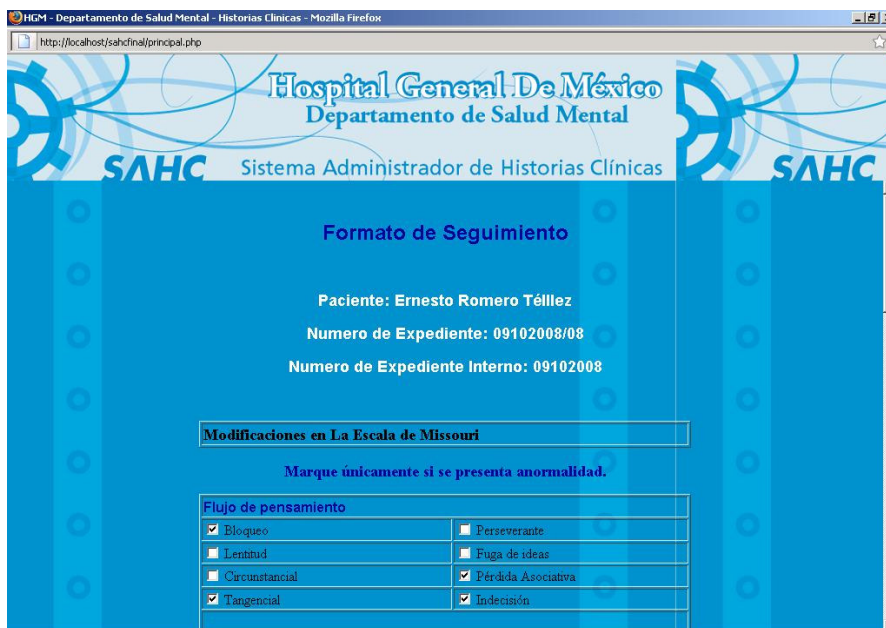 HGM - Departamento de Salud Mental - Historias Clinicas - Mozilla Firefox
http://localhost/sahcfinal/principal.php
Hospital General De México
Departamento de Salud Mental
SAHC Sistema Administrador de Historias Clínicas SAHC
Formato de Seguimiento
Paciente: Ernesto Romero Télllez
Numero de Expediente: 09102008/08
Numero de Expediente Interno: 09102008
Modificaciones en La Escala de Missouri
Marque únicamente si se presenta anormalidad.
Flujo de pensamiento
Bloqueo Perseverante
Lentitud Fuga de ideas
Circunstancial Pérdida Asociativa
Tangencial Indecisión